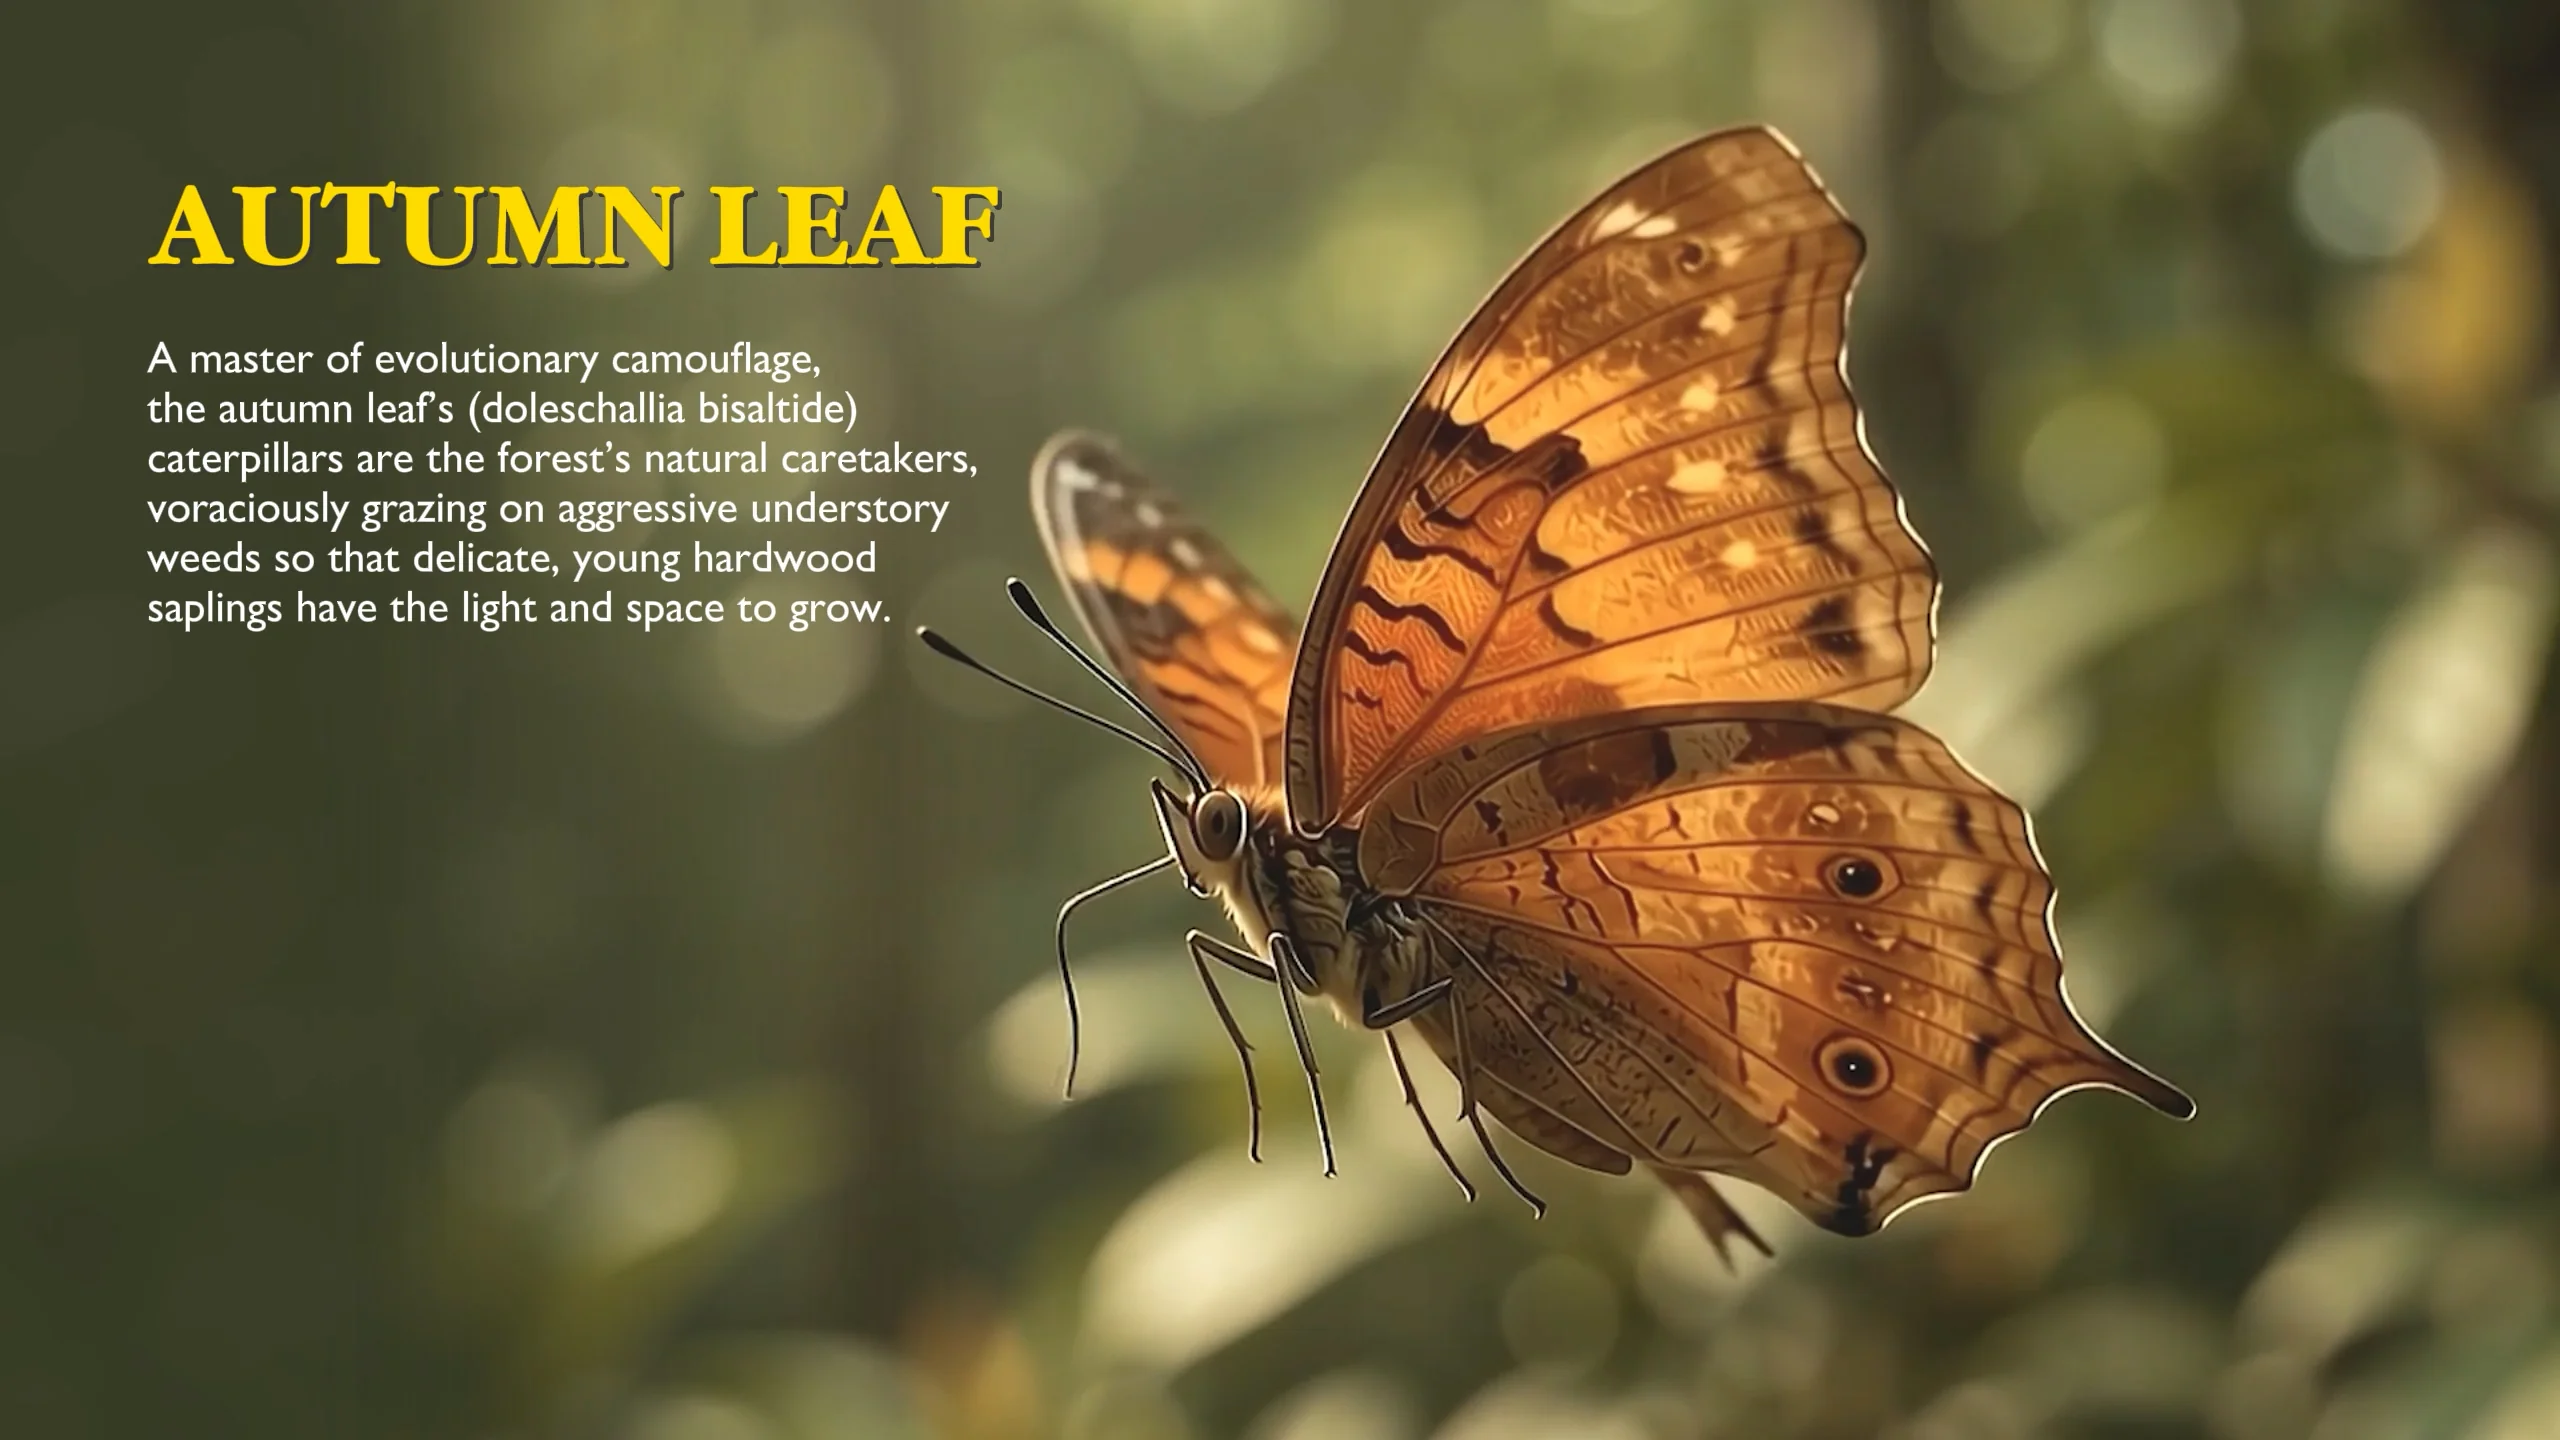 AUTUMN LEAF
A master of evolutionary camouflage,
the autumn leaf’s (doleschallia bisaltide)
caterpillars are the forest’s natural caretakers,
voraciously grazing on aggressive understory
weeds so that delicate, young hardwood
saplings have the light and space to grow.